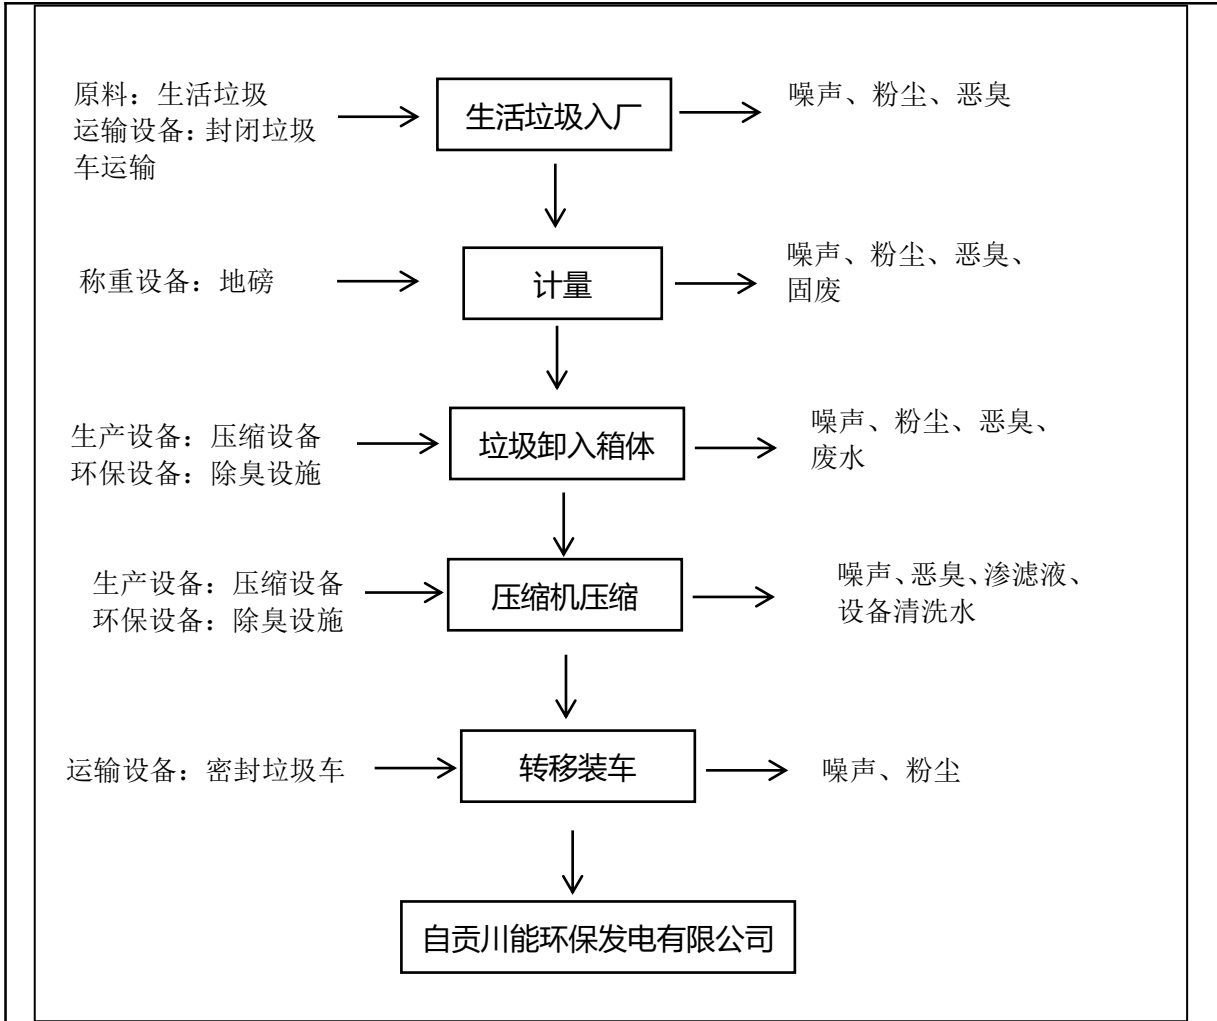 原料：生活垃圾
运输设备：封闭垃圾
车运输
生活垃圾入厂
噪声、粉尘、恶臭
称重设备：地磅
计量
噪声、粉尘、恶臭、
固废
生产设备：压缩设备
环保设备：除臭设施
垃圾卸入箱体
噪声、粉尘、恶臭、
废水
生产设备：压缩设备
环保设备：除臭设施
压缩机压缩
噪声、恶臭、渗滤液、
设备清洗水
运输设备：密封垃圾车
转移装车
噪声、粉尘
自贡川能环保发电有限公司